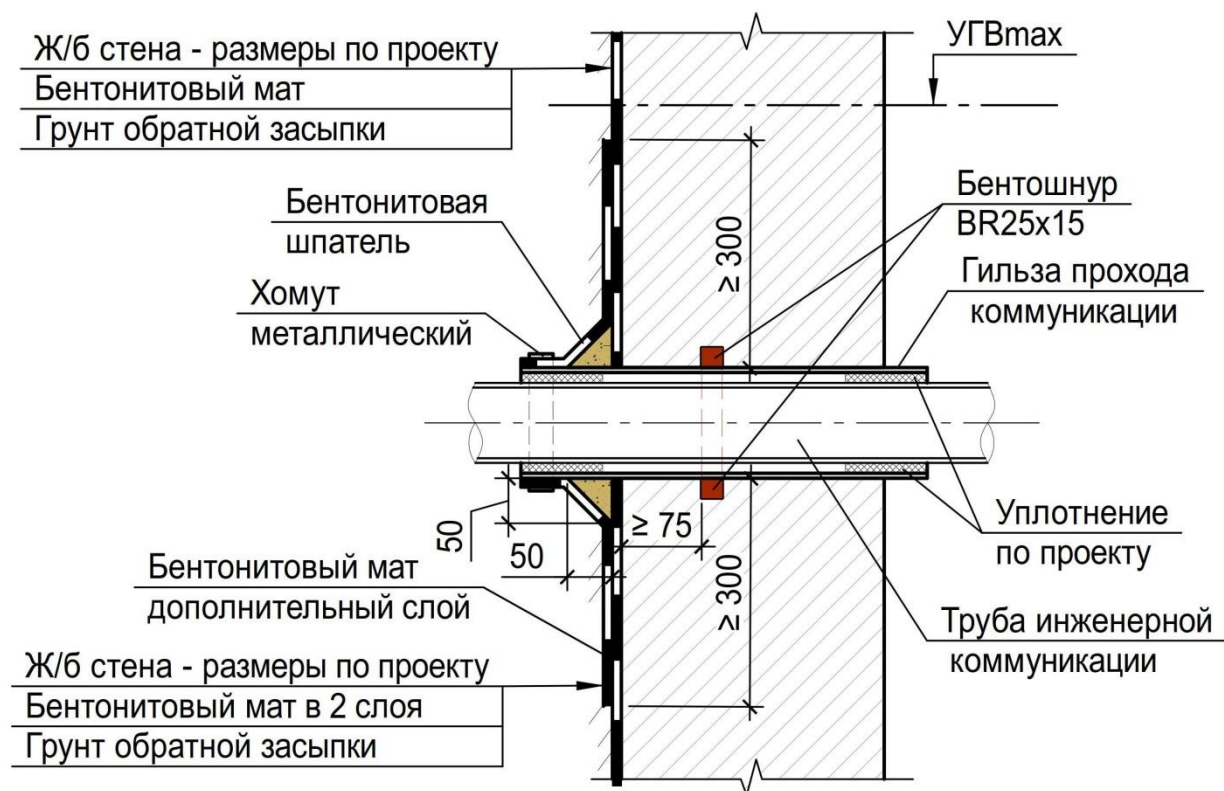 Ж/б стена - размеры по проекту
Бентонитовый мат
Грунт обратной засыпки
УГВmax
Бентонитовая
шпатель
Хомут
металлический
Бентошнур
BR25x15
Гильза прохода
коммуникации
≥ 300
50
50
≥ 75
≥ 300
Уплотнение
по проекту
Бентонитовый мат
дополнительный слой
Труба инженерной
коммуникации
Ж/б стена - размеры по проекту
Бентонитовый мат в 2 слоя
Грунт обратной засыпки